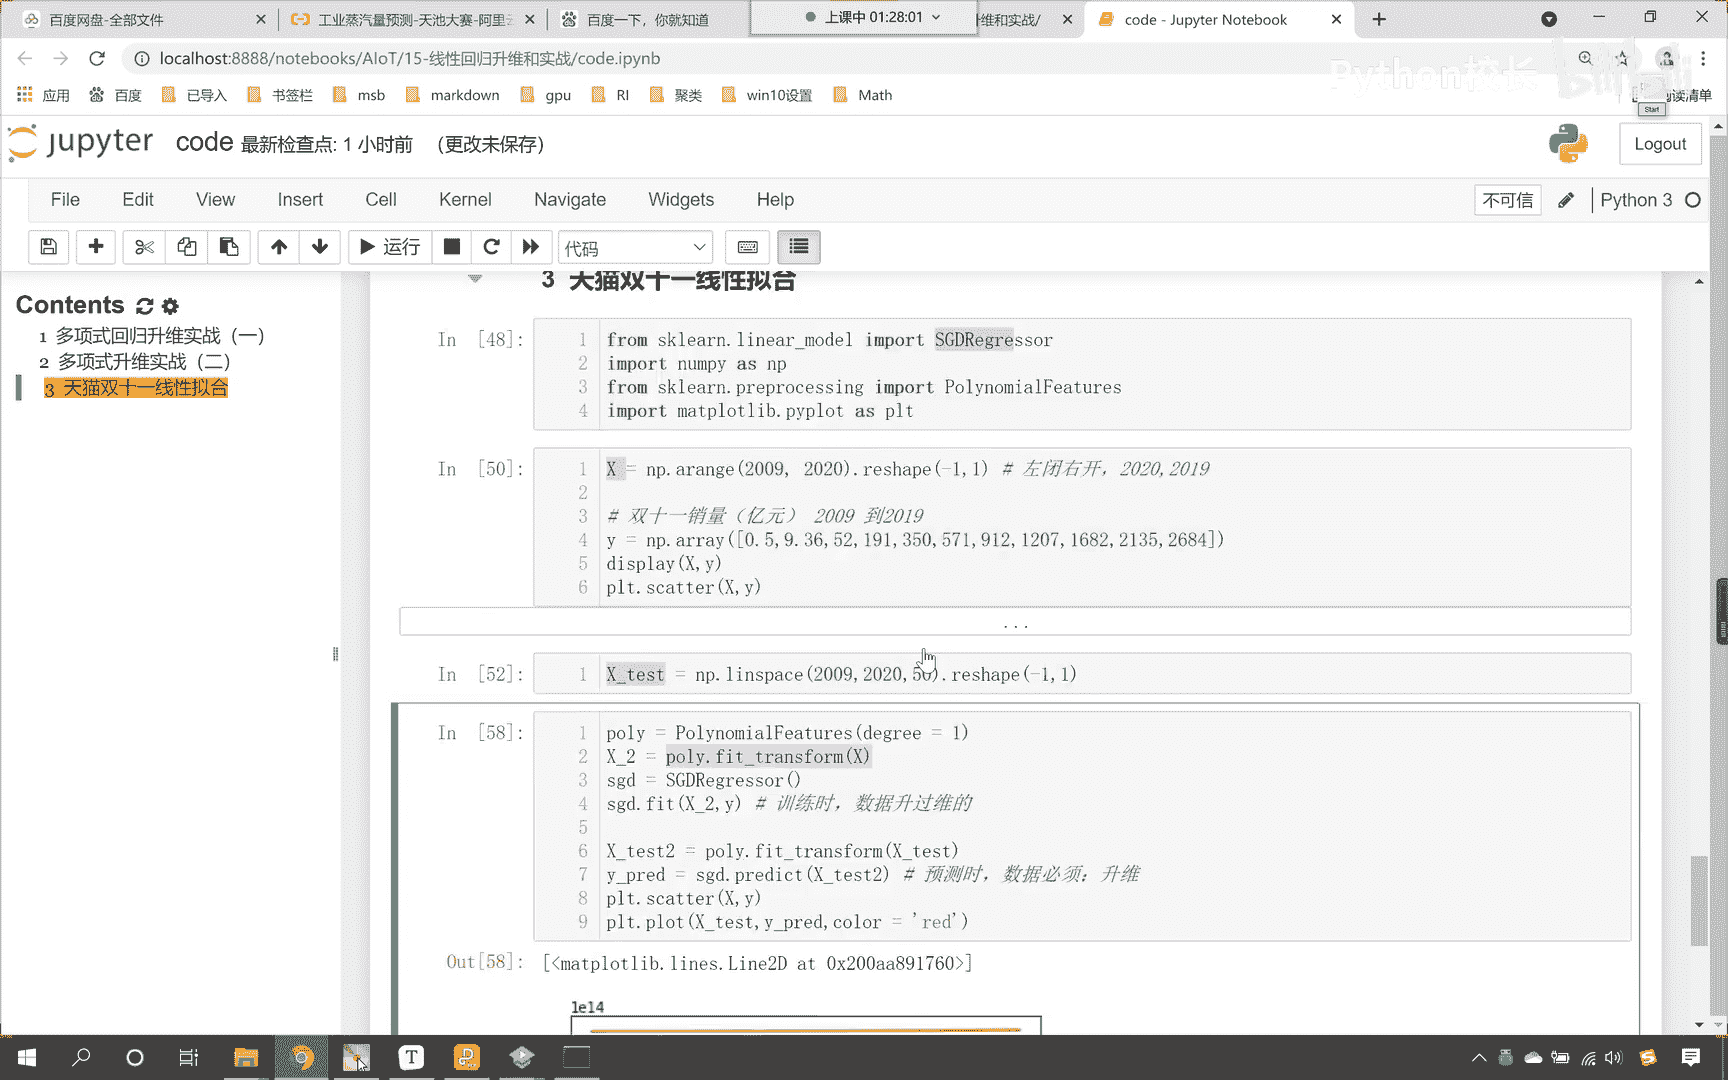 百度网盘-全部文件
工业蒸汽量预测-天池大赛-阿里云
百度一下，你就知道
上课中 01:28:01
维和实战/
code - Jupyter Notebook
localhost:8888/notebooks/AIoT/15-线性回归升维和实战/code.ipynb
Python校长
bilibili
应用
百度
已导入
书签栏
msb
markdown
gpu
RI
聚类
win10设置
Math
阅读清单
Start
jupyter code 最新检查点: 1 小时前 (更改未保存)
Logout
File Edit View Insert Cell Kernel Navigate Widgets Help
不可信
Python 3
运行
代码
Contents
1 多项式回归升维实战（一）
2 多项式升维实战（二）
3 天猫双十一线性拟合
3 天猫双十一线性拟合
In [48]:
1 from sklearn.linear_model import SGDRegressor
2 import numpy as np
3 from sklearn.preprocessing import PolynomialFeatures
4 import matplotlib.pyplot as plt
In [50]:
1 X = np.arange(2009, 2020).reshape(-1,1) # 左闭右开，2020,2019
2
3 # 双十一销量（亿元） 2009 到2019
4 y = np.array([0.5,9.36,52,191,350,571,912,1207,1682,2135,2684])
5 display(X,y)
6 plt.scatter(X,y)
...
In [52]:
1 X_test = np.linspace(2009,2020,50).reshape(-1,1)
In [58]:
1 poly = PolynomialFeatures(degree = 1)
2 X_2 = poly.fit_transform(X)
3 sgd = SGDRegressor()
4 sgd.fit(X_2,y) # 训练时，数据升过维的
5
6 X_test2 = poly.fit_transform(X_test)
7 y_pred = sgd.predict(X_test2) # 预测时，数据必须：升维
8 plt.scatter(X,y)
9 plt.plot(X_test,y_pred,color = 'red')
Out[58]: [<matplotlib.lines.Line2D at 0x200aa891760>]
1e14